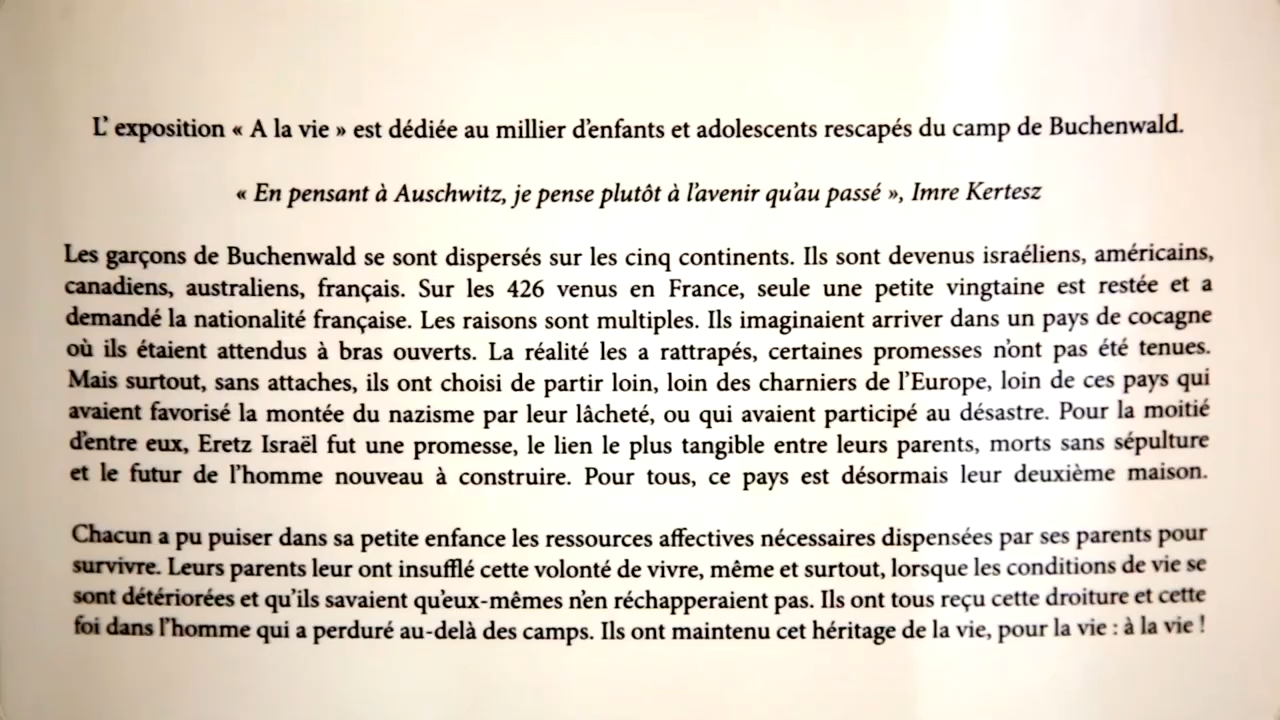 L' exposition « A la vie » est dédiée au millier d'enfants et adolescents rescapés du camp de Buchenwald.
« En pensant à Auschwitz, je pense plutôt à l'avenir qu'au passé », Imre Kertesz
Les garçons de Buchenwald se sont dispersés sur les cinq continents. Ils sont devenus israéliens, américains,
canadiens, australiens, français. Sur les 426 venus en France, seule une petite vingtaine est restée et a
demandé la nationalité française. Les raisons sont multiples. Ils imaginaient arriver dans un pays de cocagne
où ils étaient attendus à bras ouverts. La réalité les a rattrapés, certaines promesses n'ont pas été tenues.
Mais surtout, sans attaches, ils ont choisi de partir loin, loin des charniers de l'Europe, loin de ces pays qui
avaient favorisé la montée du nazisme par leur lâcheté, ou qui avaient participé au désastre. Pour la moitié
d'entre eux, Eretz Israël fut une promesse, le lien le plus tangible entre leurs parents, morts sans sépulture
et le futur de l'homme nouveau à construire. Pour tous, ce pays est désormais leur deuxième maison.
Chacun a pu puiser dans sa petite enfance les ressources affectives nécessaires dispensées par ses parents pour
survivre. Leurs parents leur ont insufflé cette volonté de vivre, même et surtout, lorsque les conditions de vie se
sont détériorées et qu'ils savaient qu'eux-mêmes n'en réchapperaient pas. Ils ont tous reçu cette droiture et cette
foi dans l'homme qui a perduré au-delà des camps. Ils ont maintenu cet héritage de la vie, pour la vie : à la vie !